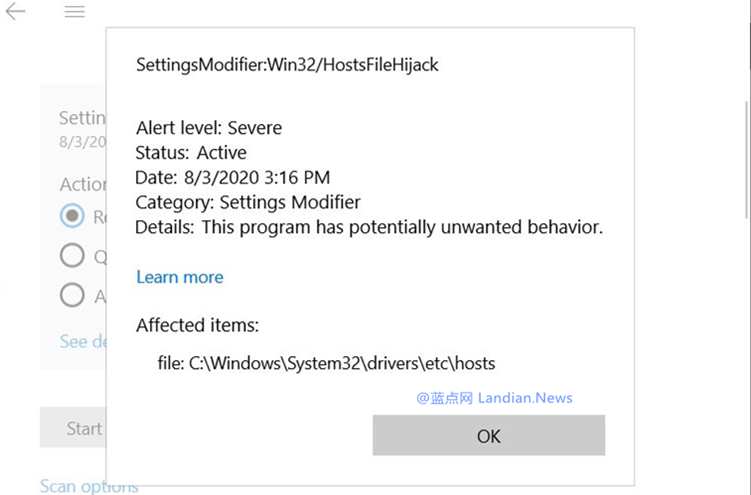 SettingsModifier:Win32/HostsFileHijack
Alert level: Severe
Status: Active
Date: 8/3/2020 3:16 PM
Category: Settings Modifier
Details: This program has potentially unwanted behavior.
Learn more
Affected items:
file: C:\Windows\System32\drivers\etc\hosts
@蓝点网 Landian.News
OK
Settin
8/3/20
Action
Re
Q
A
See de
Start
Scan options